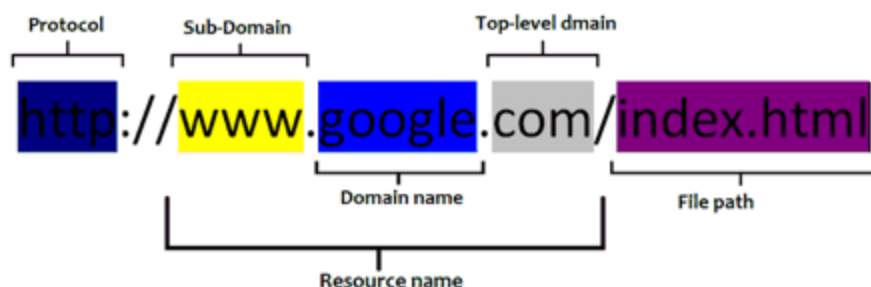 Protocol Sub-Domain Top-level dmain
http://www.google.com/index.html
Domain name File path
Resource name